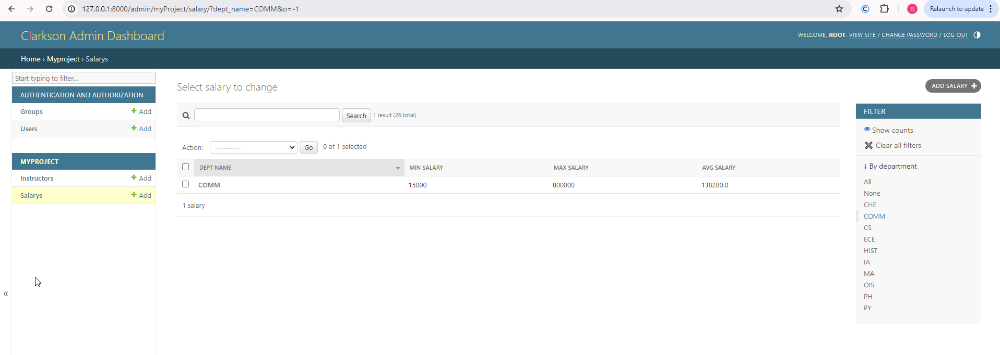 127.0.0.1:8000/admin/myProject/salary/?dept_name=COMM&o=-1
R
Relaunch to update
Clarkson Admin Dashboard
WELCOME, ROOT. VIEW SITE / CHANGE PASSWORD / LOG OUT
Home › Myproject › Salarys
Start typing to filter...
AUTHENTICATION AND AUTHORIZATION
Groups + Add
Users + Add
MYPROJECT
Instructors + Add
Salarys + Add
«
Select salary to change
ADD SALARY +
Search 1 result (26 total)
Action: --------- Go 0 of 1 selected
DEPT NAME MIN SALARY MAX SALARY AVG SALARY
COMM 15000 800000 138280.0
1 salary
FILTER
Show counts
Clear all filters
↓ By department
All
None
CHE
COMM
CS
ECE
HIST
IA
MA
OIS
PH
PY